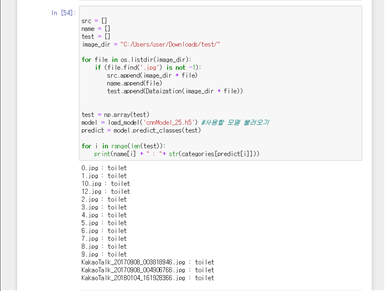 In [54]:
src = []
name = []
test = []
image_dir = "C:/Users/user/Downloads/test/"
for file in os.listdir(image_dir):
if (file.find('.jpg') is not -1):
src.append(image_dir + file)
name.append(file)
test.append(Dataization(image_dir + file))
test = np.array(test)
model = load_model('cnnModel_25.h5') #사용할 모델 불러오기
predict = model.predict_classes(test)
for i in range(len(test)):
print(name[i] + " : "+ str(categories[predict[i]]))
0.jpg : toilet
1.jpg : toilet
10.jpg : toilet
12.jpg : toilet
2.jpg : toilet
3.jpg : toilet
4.jpg : toilet
5.jpg : toilet
6.jpg : toilet
7.jpg : toilet
8.jpg : toilet
9.jpg : toilet
KakaoTalk_20170908_003818946.jpg : toilet
KakaoTalk_20170908_004906766.jpg : toilet
KakaoTalk_20180104_161928366.jpg : toilet